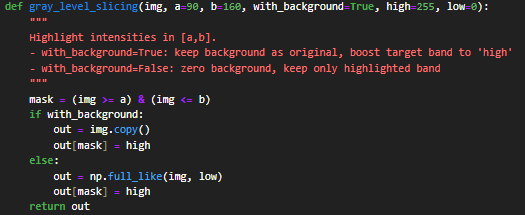 def gray_level_slicing(img, a=90, b=160, with_background=True, high=255, low=0):
    """
    Highlight intensities in [a,b].
    - with_background=True: keep background as original, boost target band to 'high'
    - with_background=False: zero background, keep only highlighted band
    """
    mask = (img >= a) & (img <= b)
    if with_background:
        out = img.copy()
        out[mask] = high
    else:
        out = np.full_like(img, low)
        out[mask] = high
    return out